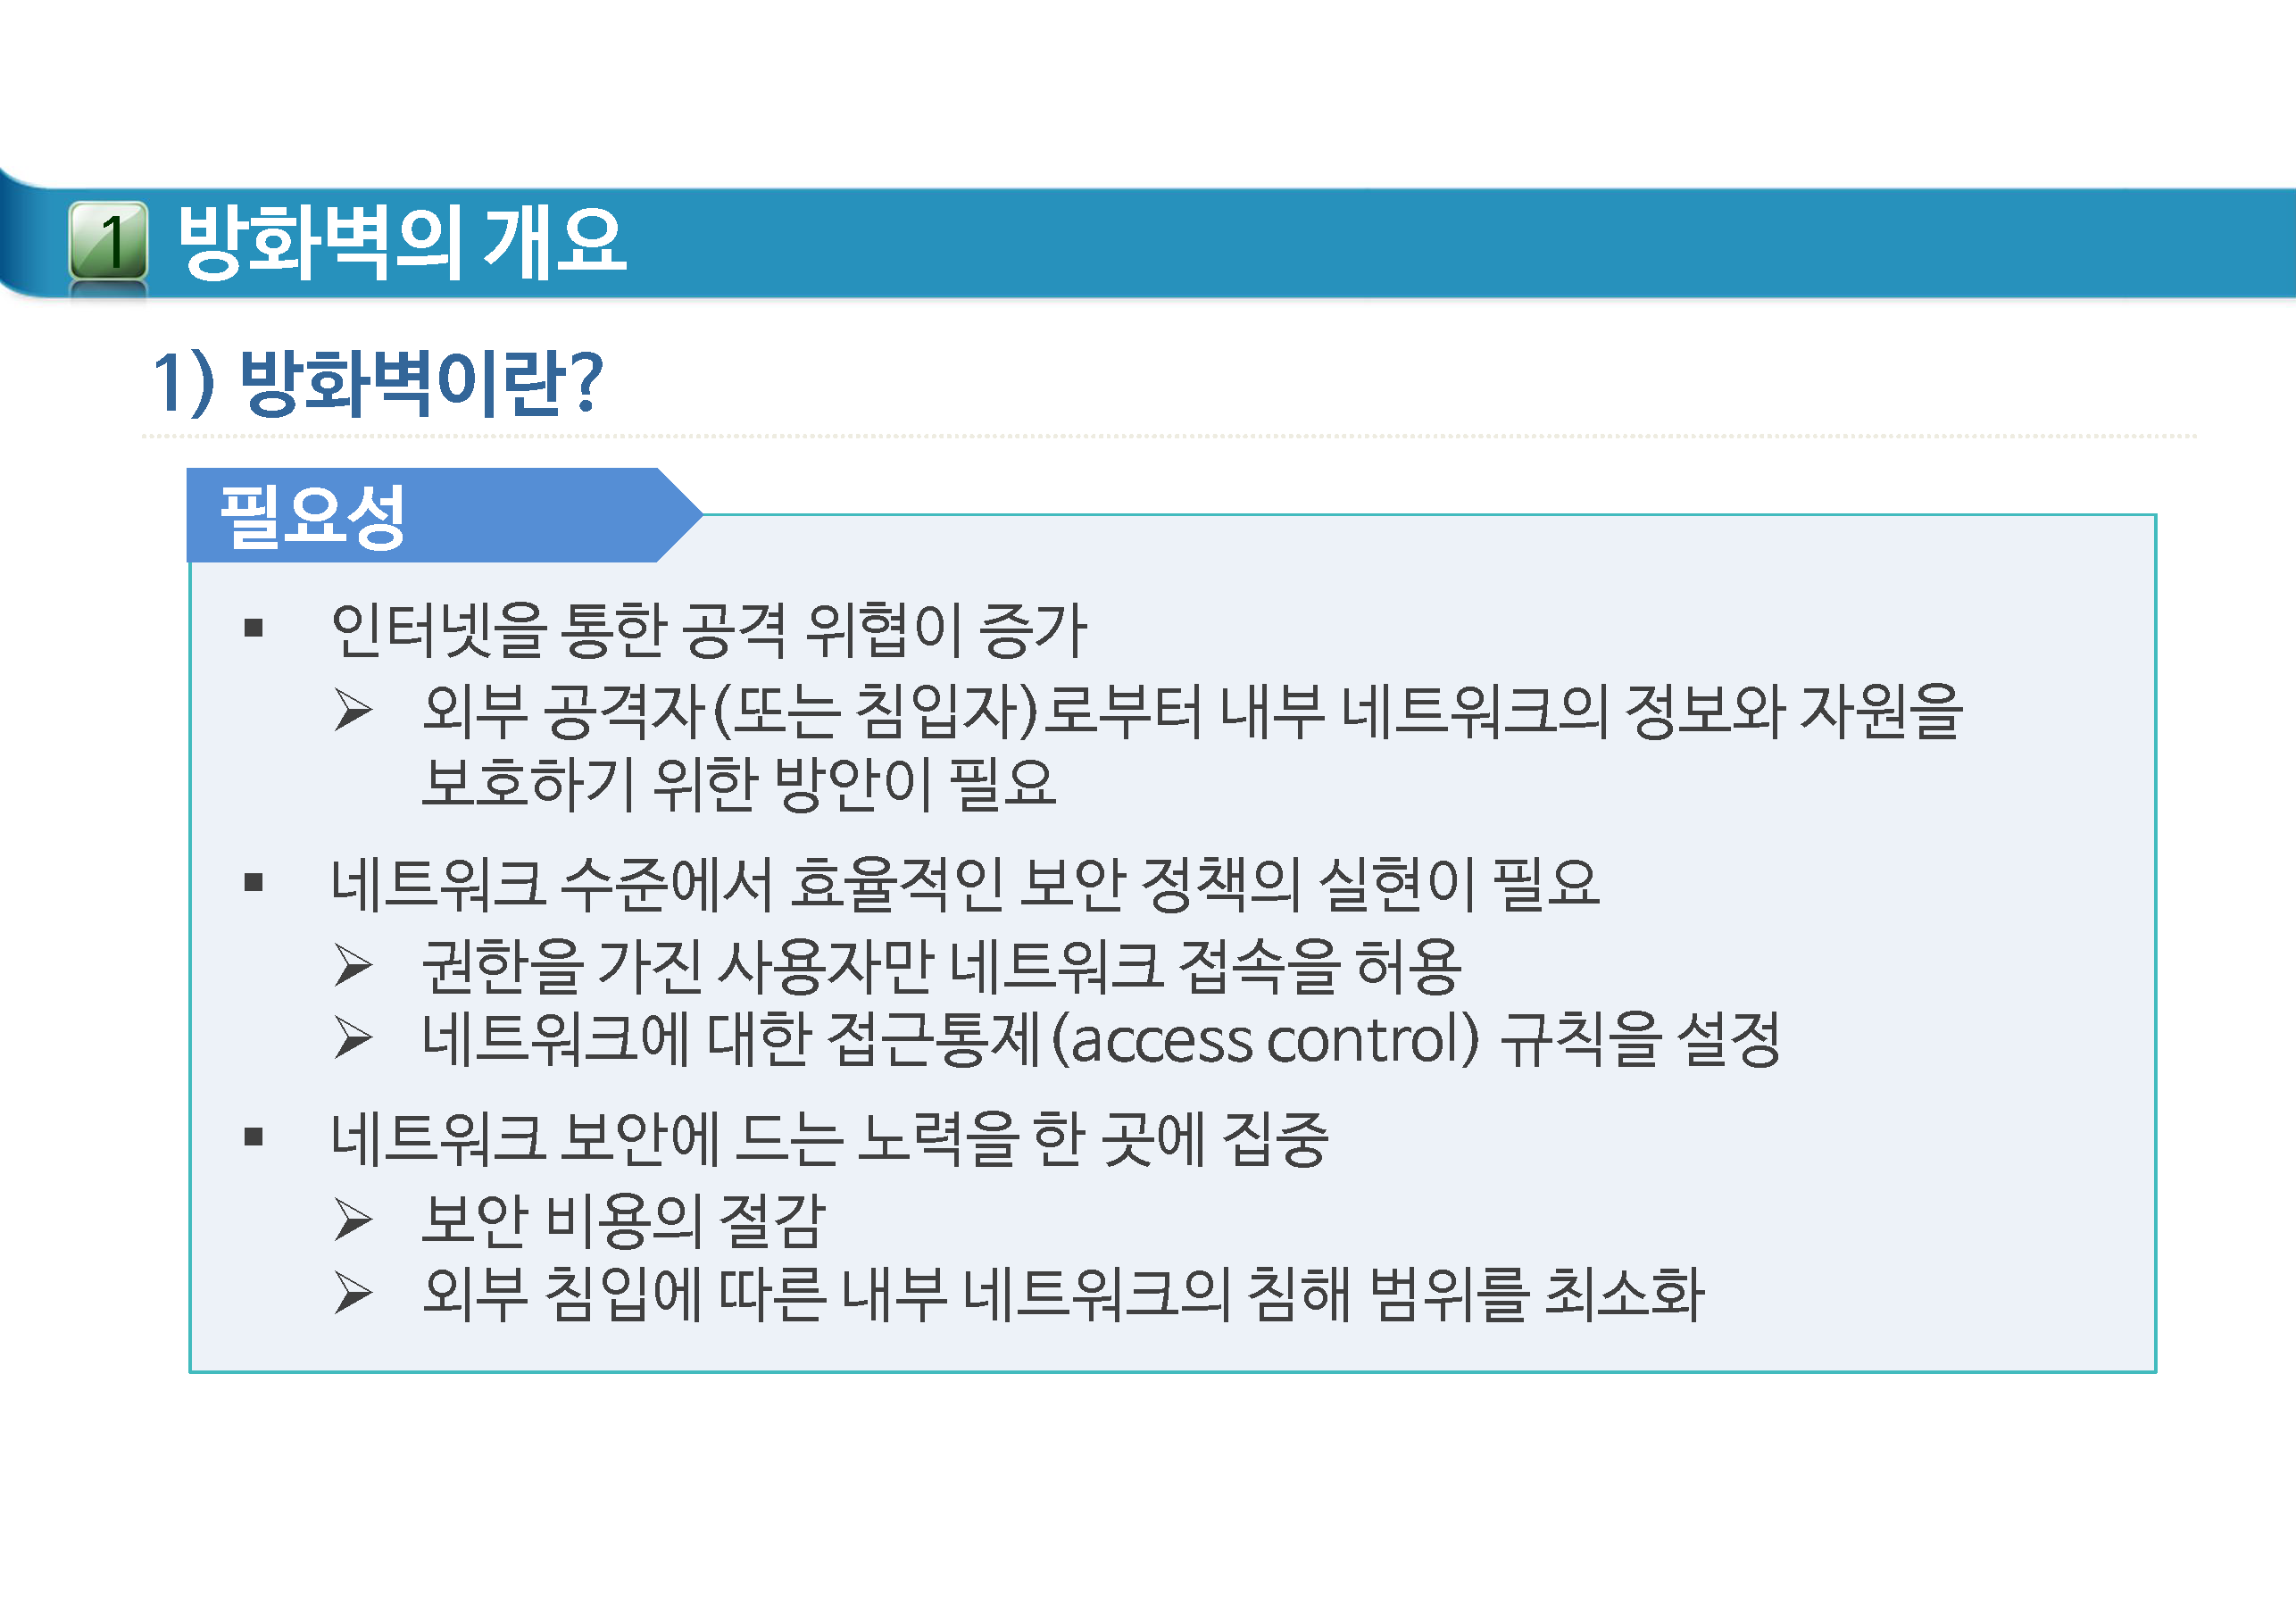 1 방화벽의 개요
1) 방화벽이란?
필요성
▪ 인터넷을 통한 공격 위협이 증가
➢ 외부 공격자(또는 침입자)로부터 내부 네트워크의 정보와 자원을
보호하기 위한 방안이 필요
▪ 네트워크 수준에서 효율적인 보안 정책의 실현이 필요
➢ 권한을 가진 사용자만 네트워크 접속을 허용
➢ 네트워크에 대한 접근통제(access control) 규칙을 설정
▪ 네트워크 보안에 드는 노력을 한 곳에 집중
➢ 보안 비용의 절감
➢ 외부 침입에 따른 내부 네트워크의 침해 범위를 최소화